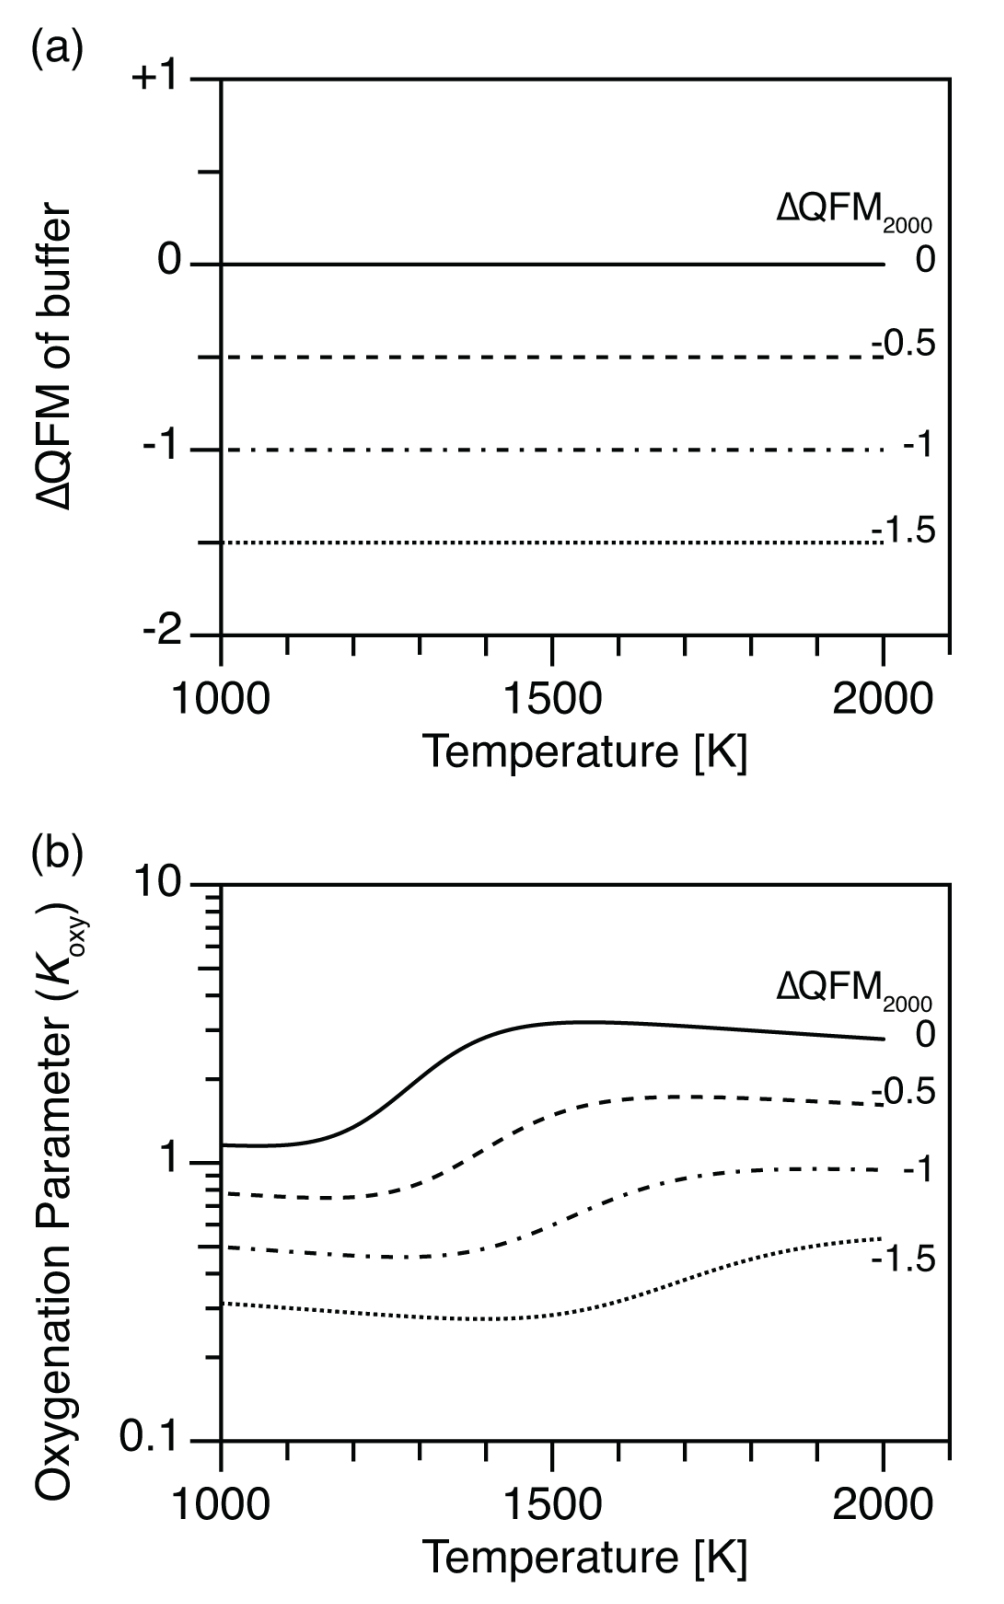 (a)
+1
ΔQFM of buffer
ΔQFM2000
0
0
-0.5
-1
-1
-1.5
-2
1000 1500 2000
Temperature [K]
(b)
10
Oxygenation Parameter (Koxy)
ΔQFM2000
0
-0.5
1
-1
-1.5
0.1
1000 1500 2000
Temperature [K]